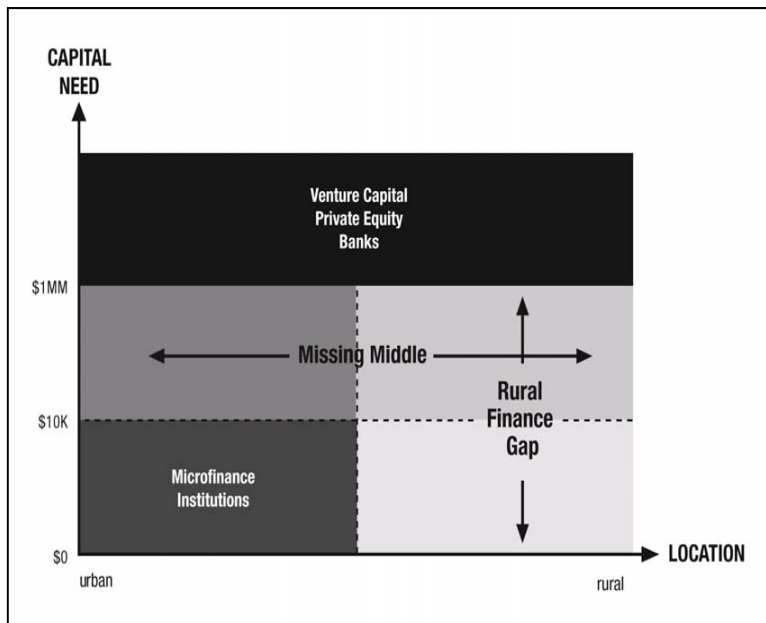 CAPITAL
NEED
Venture Capital
Private Equity
Banks
$1MM
Missing Middle
Rural
Finance
Gap
$10K
Microfinance
Institutions
$0
LOCATION
urban
rural